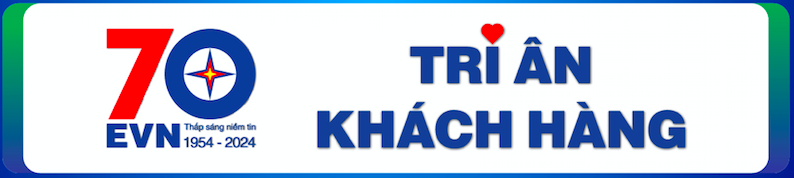 70
EVN Thắp sáng niềm tin
1954 - 2024
TRI ÂN
KHÁCH HÀNG